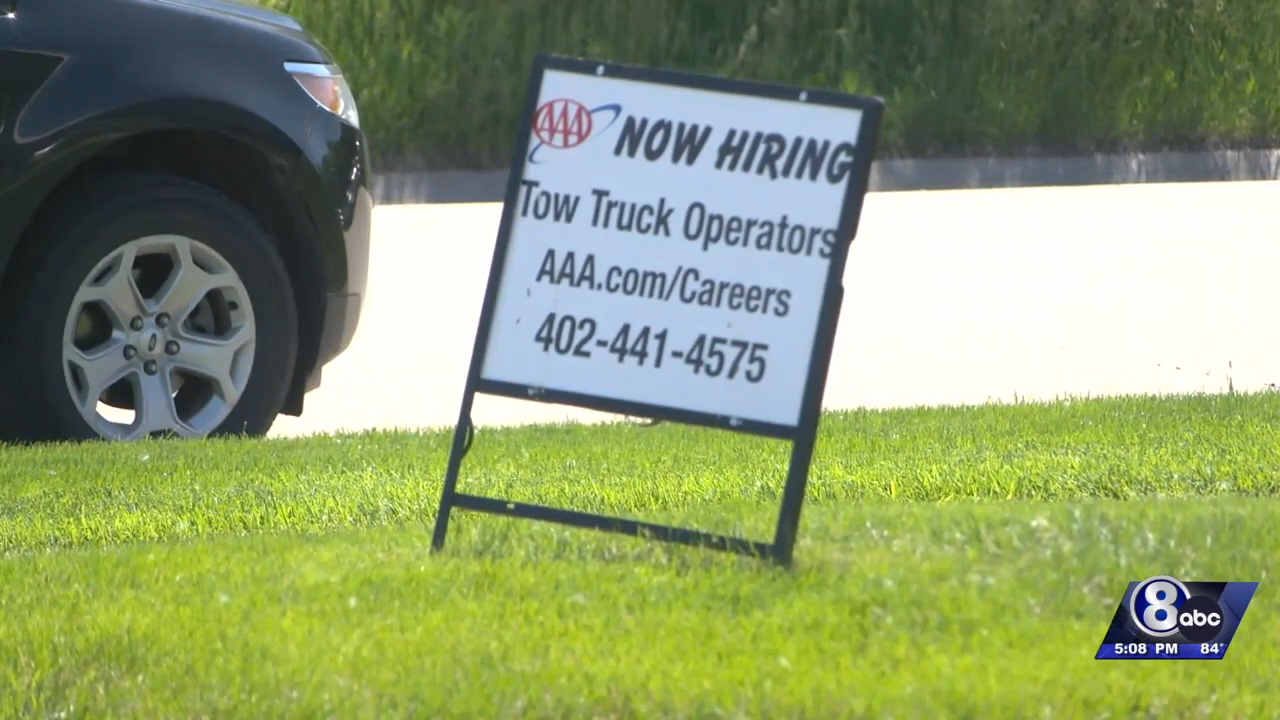 AAA NOW HIRING
Tow Truck Operators
AAA.com/Careers
402-441-4575
8 abc
5:08 PM 84°